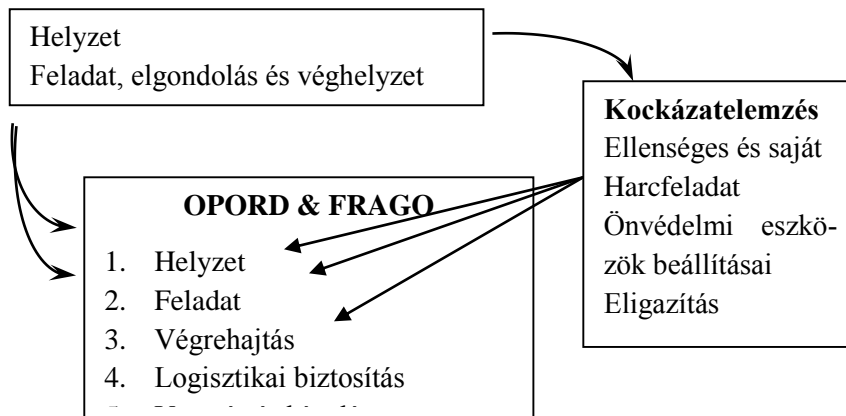 Helyzet
Feladat, elgondolás és véghelyzet
Kockázatelemzés
Ellenséges és saját
Harcfeladat
Önvédelmi eszkö-
zök beállításai
Eligazítás
OPORD & FRAGO
1. Helyzet
2. Feladat
3. Végrehajtás
4. Logisztikai biztosítás